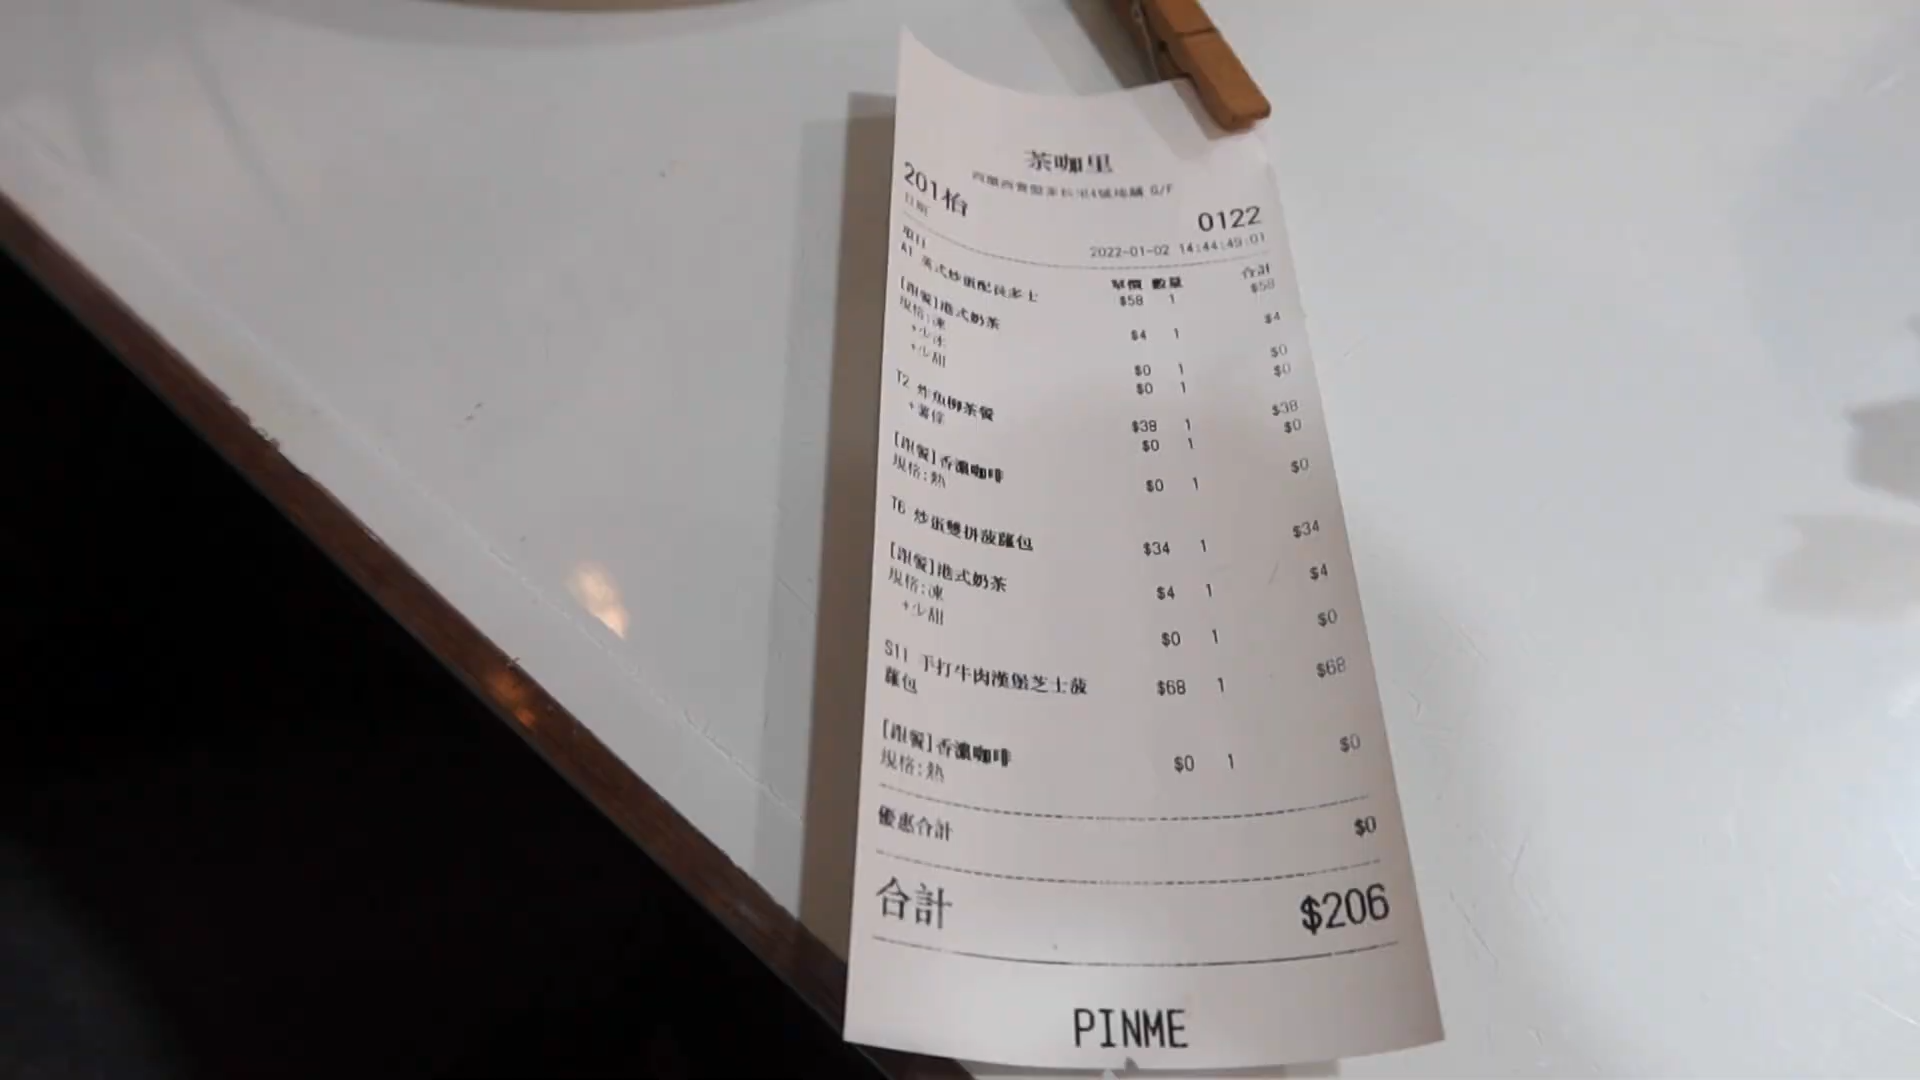 茶咖里
201枱
0122
日期 2022-01-02 14:44:49:01
項目 單價 數量 合計
A1 美式炒蛋配長多士 $58 1 $58
[跟餐]港式奶茶 $4 1 $4
規格:凍
+少冰 $0 1 $0
+少甜 $0 1 $0
T2 炸魚柳茶餐 $38 1 $38
+薯條 $0 1 $0
[跟餐]香濃咖啡 $0 1 $0
規格:熱
T6 炒蛋雙拼菠蘿包 $34 1 $34
[跟餐]港式奶茶 $4 1 $4
規格:凍
+少甜 $0 1 $0
S11 手打牛肉漢堡芝士菠 $68 1 $68
蘿包
[跟餐]香濃咖啡 $0 1 $0
規格:熱
優惠合計 $0
合計 $206
PINME